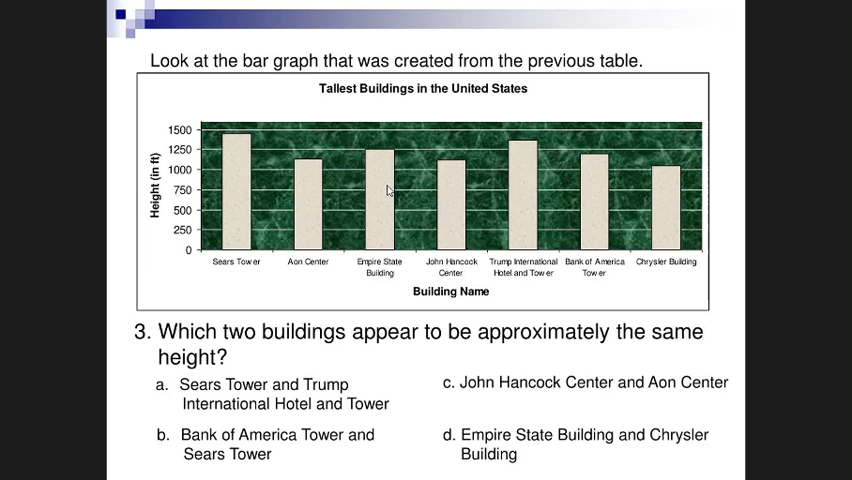 Look at the bar graph that was created from the previous table.
Tallest Buildings in the United States
Height (in ft)
1500
1250
1000
750
500
250
0
Sears Tower
Aon Center
Empire State
Building
John Hancock
Center
Trump International
Hotel and Tower
Bank of America
Tower
Chrysler Building
Building Name
3. Which two buildings appear to be approximately the same
height?
a. Sears Tower and Trump
International Hotel and Tower
b. Bank of America Tower and
Sears Tower
c. John Hancock Center and Aon Center
d. Empire State Building and Chrysler
Building